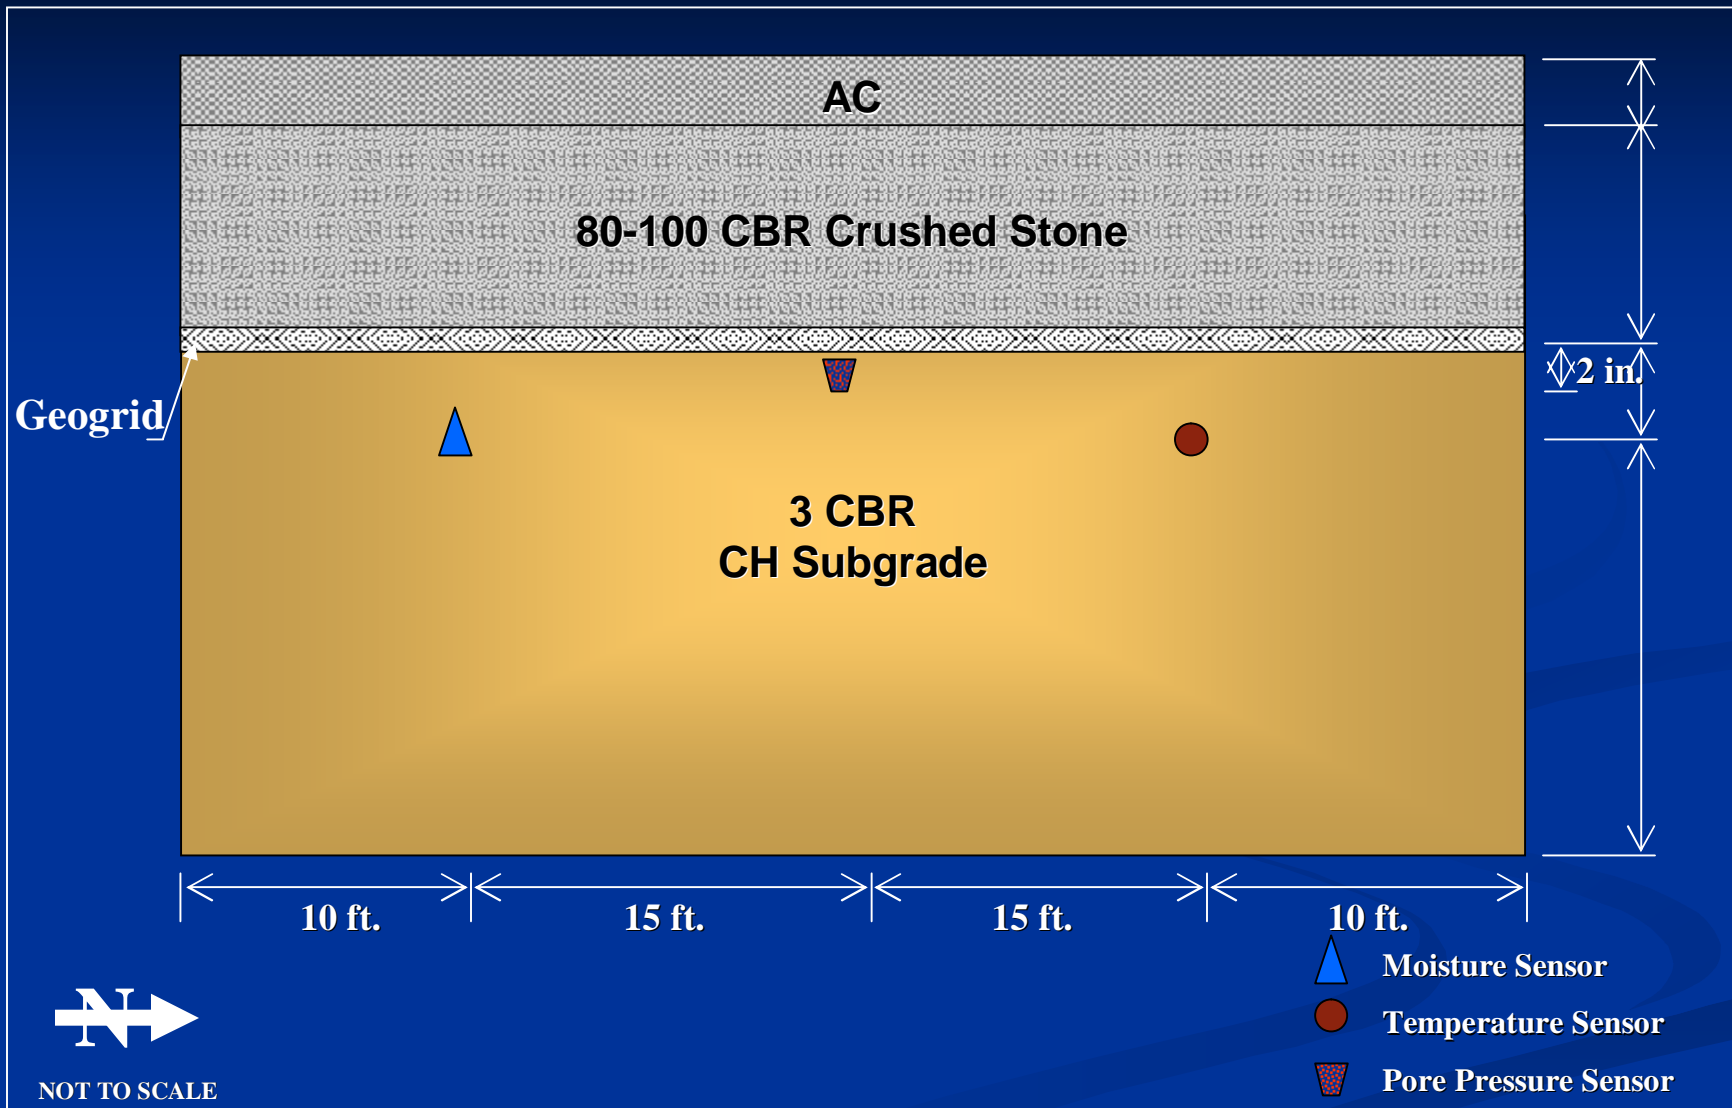 AC
80-100 CBR Crushed Stone
2 in.
Geogrid
3 CBR
CH Subgrade
10 ft.
15 ft.
15 ft.
10 ft.
Moisture Sensor
N
Temperature Sensor
Pore Pressure Sensor
NOT TO SCALE